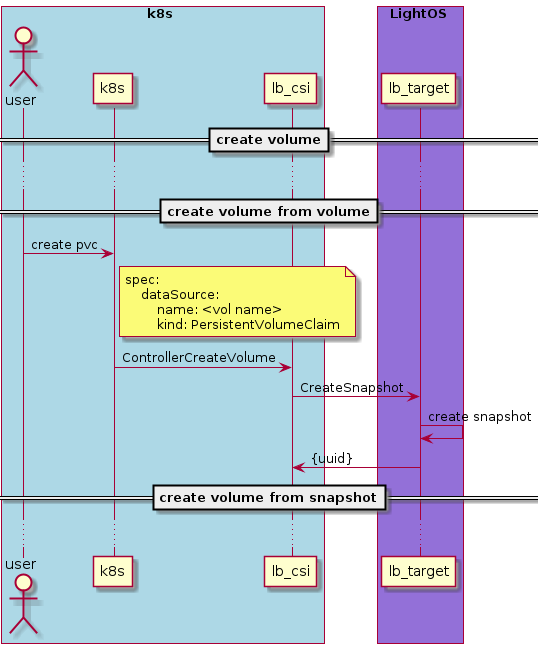 k8s
LightOS
user
k8s
lb_csi
lb_target
create volume
create volume from volume
create pvc
spec:
dataSource:
name: <vol name>
kind: PersistentVolumeClaim
ControllerCreateVolume
CreateSnapshot
create snapshot
{uuid}
create volume from snapshot
user
k8s
lb_csi
lb_target